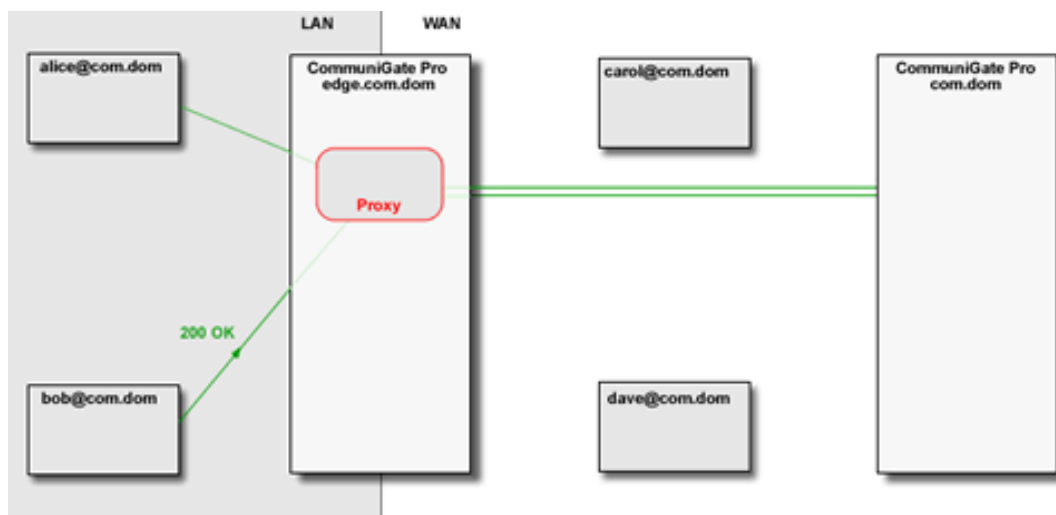 LAN
WAN
alice@com.dom
CommuniGate Pro
edge.com.dom
carol@com.dom
CommuniGate Pro
com.dom
Proxy
200 OK
bob@com.dom
dave@com.dom